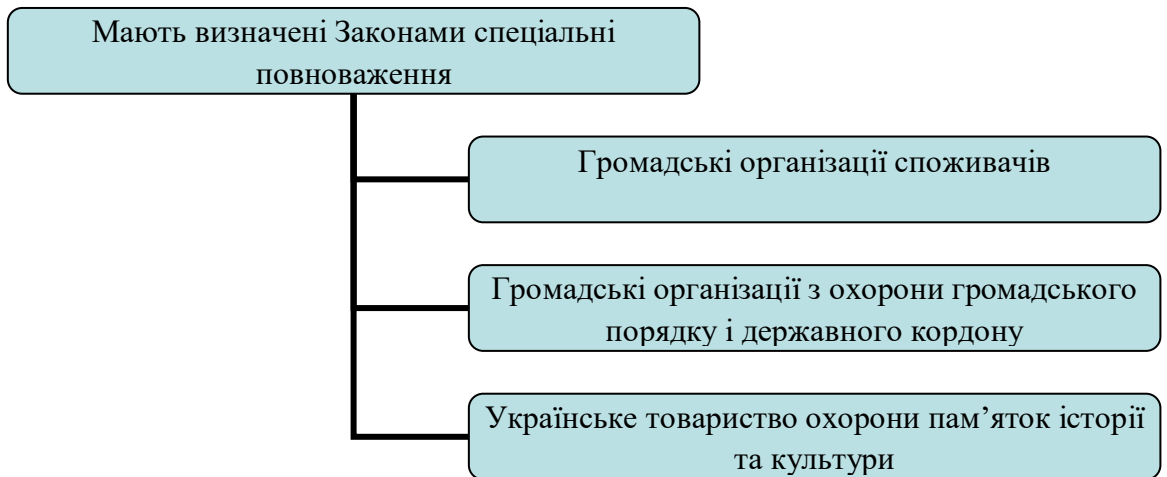 Мають визначені Законами спеціальні
повноваження
Громадські організації споживачів
Громадські організації з охорони громадського
порядку і державного кордону
Українське товариство охорони пам’яток історії
та культури